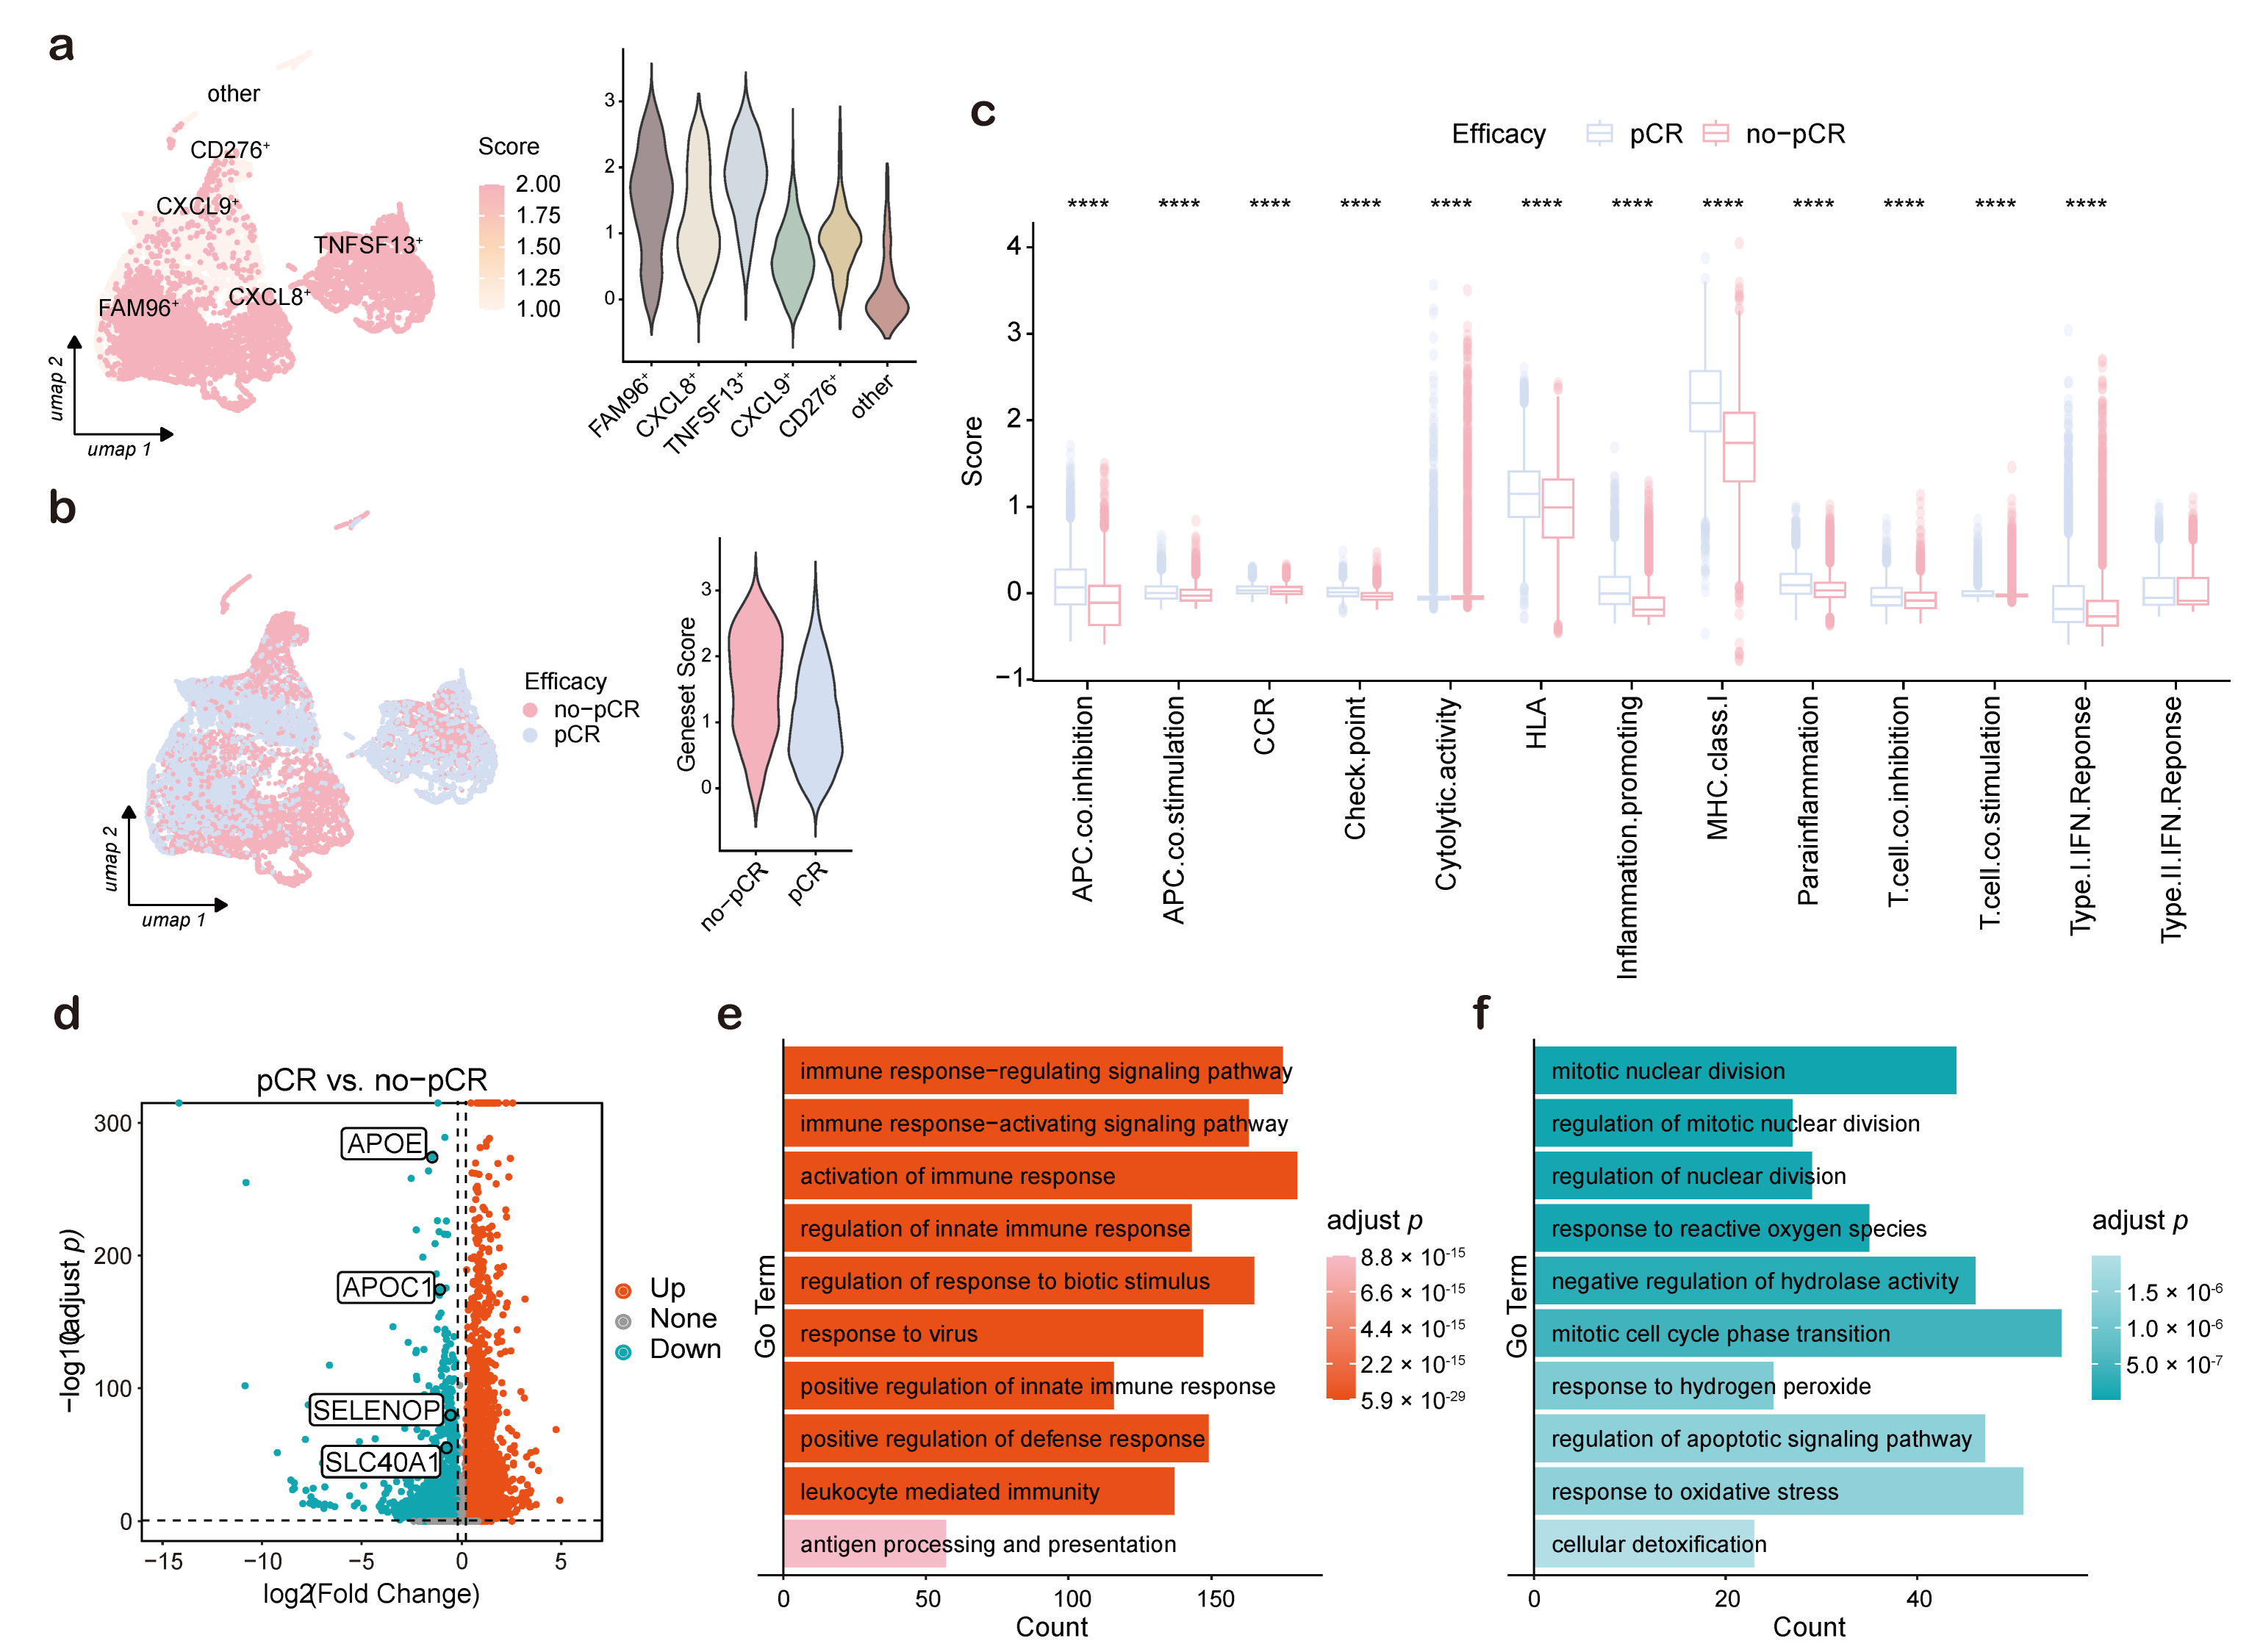 a
other
CD276+
CXCL9+
TNFSF13+
FAM96+
CXCL8+
umap 2
umap 1
Score
2.00
1.75
1.50
1.25
1.00
3
2
1
0
FAM96+
CXCL8+
TNFSF13+
CXCL9+
CD276+
other
b
umap 2
umap 1
Efficacy
no−pCR
pCR
Geneset Score
3
2
1
0
no−pCR
pCR
c
Efficacy pCR no−pCR
**** **** **** **** **** **** **** **** **** **** **** ****
Score
4
3
2
1
0
−1
APC.co.inhibition
APC.co.stimulation
CCR
Check.point
Cytolytic.activity
HLA
Inflammation.promoting
MHC.class.I
Parainflammation
T.cell.co.inhibition
T.cell.co.stimulation
Type.I.IFN.Reponse
Type.II.IFN.Reponse
d
pCR vs. no−pCR
−log10(adjust p)
300
200
100
0
APOE
APOC1
SELENOP
SLC40A1
−15 −10 −5 0 5
log2(Fold Change)
Up
None
Down
e
Go Term
immune response−regulating signaling pathway
immune response−activating signaling pathway
activation of immune response
regulation of innate immune response
regulation of response to biotic stimulus
response to virus
positive regulation of innate immune response
positive regulation of defense response
leukocyte mediated immunity
antigen processing and presentation
0 50 100 150
Count
adjust p
8.8 × 10-15
6.6 × 10-15
4.4 × 10-15
2.2 × 10-15
5.9 × 10-29
f
Go Term
mitotic nuclear division
regulation of mitotic nuclear division
regulation of nuclear division
response to reactive oxygen species
negative regulation of hydrolase activity
mitotic cell cycle phase transition
response to hydrogen peroxide
regulation of apoptotic signaling pathway
response to oxidative stress
cellular detoxification
0 20 40
Count
adjust p
1.5 × 10-6
1.0 × 10-6
5.0 × 10-7